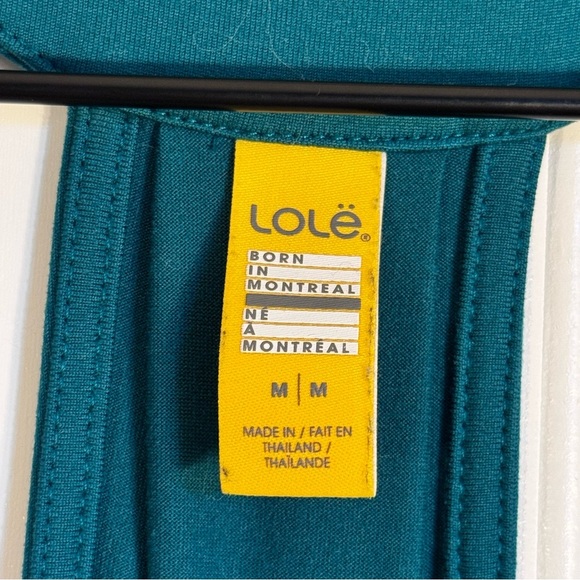 LOLË®
BORN
IN
MONTREAL
NÉ
À
MONTRÉAL
M | M
MADE IN / FAIT EN
THAILAND /
THAÏLANDE